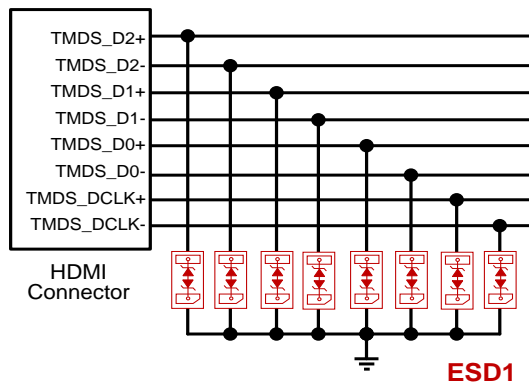 TMDS_D2+
TMDS_D2-
TMDS_D1+
TMDS_D1-
TMDS_D0+
TMDS_D0-
TMDS_DCLK+
TMDS_DCLK-
HDMI
Connector
ESD1